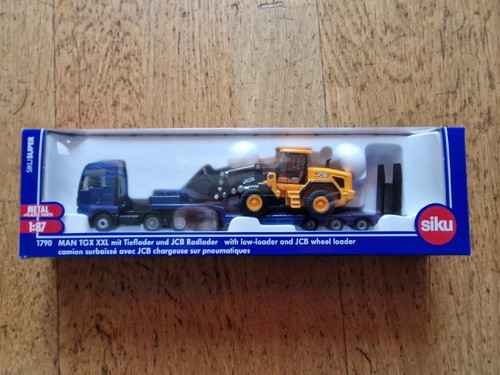 SIKU SUPER
METAL
1:87
JCB
JCB
siku
1790 MAN TGX XXL mit Tieflader und JCB Radlader with low-loader and JCB wheel loader
camion surbaissé avec JCB chargeuse sur pneumatiques